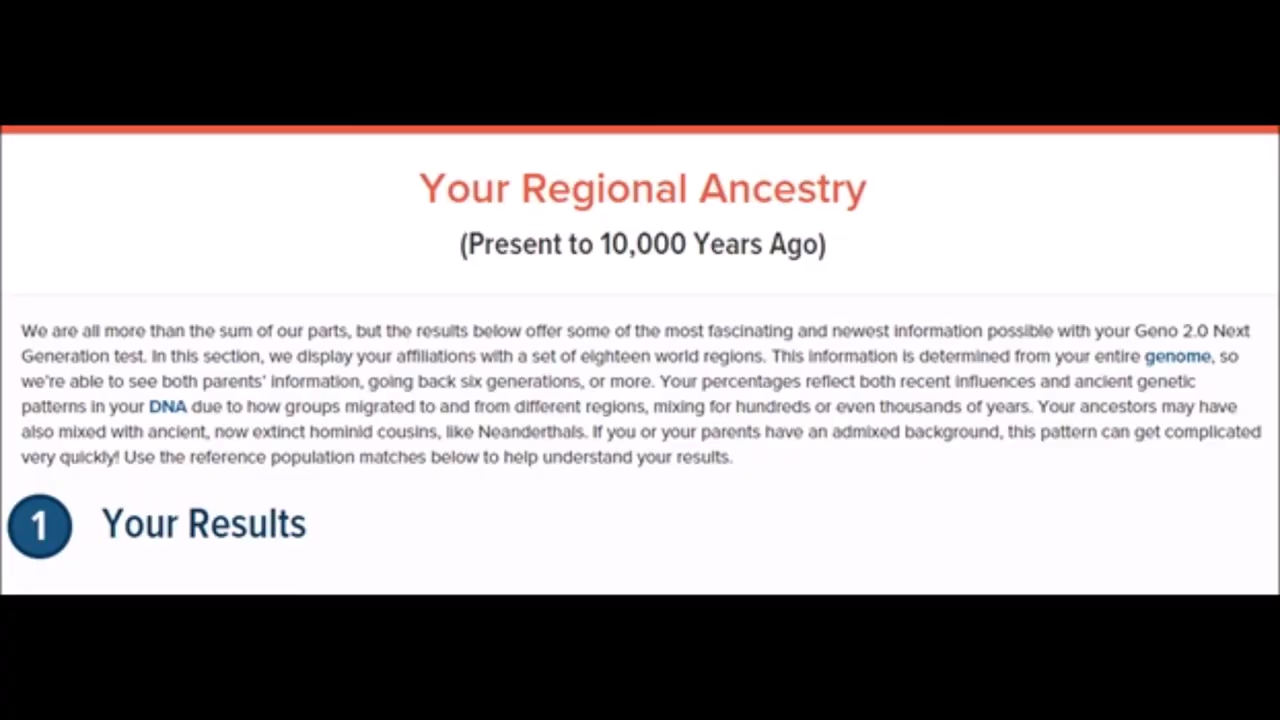 Your Regional Ancestry
(Present to 10,000 Years Ago)
We are all more than the sum of our parts, but the results below offer some of the most fascinating and newest information possible with your Geno 2.0 Next
Generation test. In this section, we display your affiliations with a set of eighteen world regions. This information is determined from your entire genome, so
we're able to see both parents' information, going back six generations, or more. Your percentages reflect both recent influences and ancient genetic
patterns in your DNA due to how groups migrated to and from different regions, mixing for hundreds or even thousands of years. Your ancestors may have
also mixed with ancient, now extinct hominid cousins, like Neanderthals. If you or your parents have an admixed background, this pattern can get complicated
very quickly! Use the reference population matches below to help understand your results.
1 Your Results